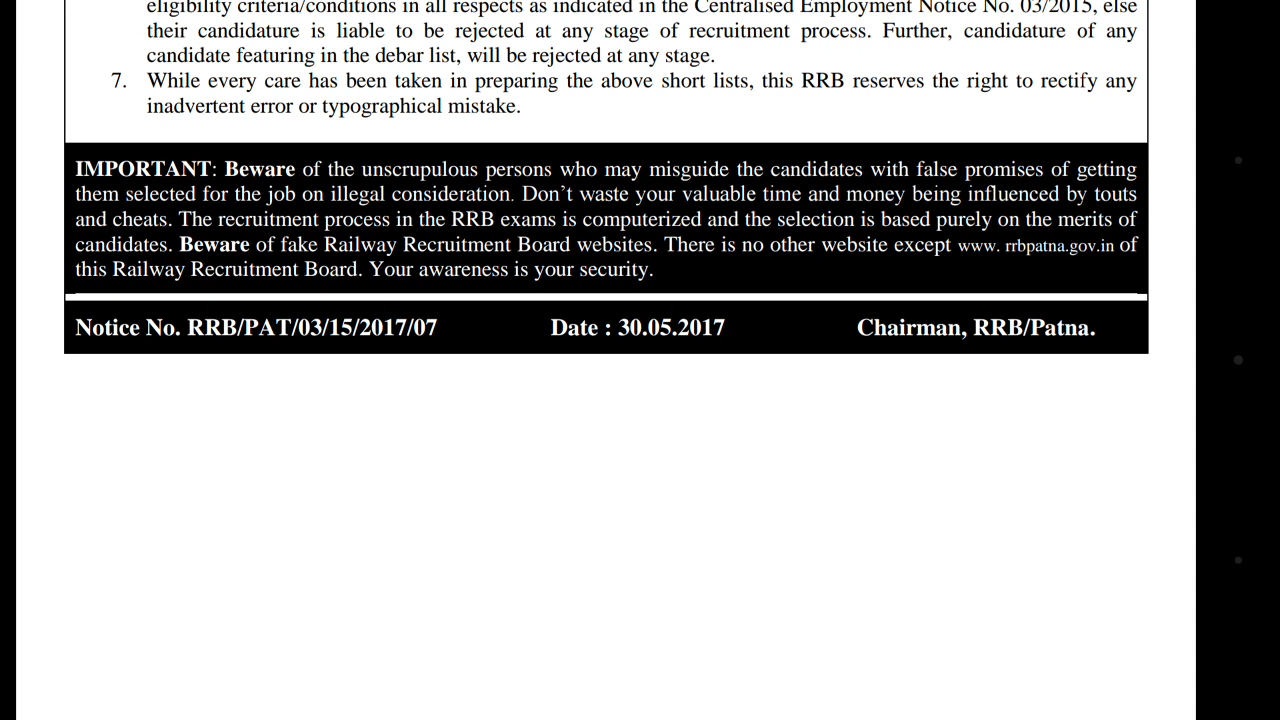 eligibility criteria/conditions in all respects as indicated in the Centralised Employment Notice No. 03/2015, else
their candidature is liable to be rejected at any stage of recruitment process. Further, candidature of any
candidate featuring in the debar list, will be rejected at any stage.
7. While every care has been taken in preparing the above short lists, this RRB reserves the right to rectify any
inadvertent error or typographical mistake.
IMPORTANT: Beware of the unscrupulous persons who may misguide the candidates with false promises of getting
them selected for the job on illegal consideration. Don’t waste your valuable time and money being influenced by touts
and cheats. The recruitment process in the RRB exams is computerized and the selection is based purely on the merits of
candidates. Beware of fake Railway Recruitment Board websites. There is no other website except www. rrbpatna.gov.in of
this Railway Recruitment Board. Your awareness is your security.
Notice No. RRB/PAT/03/15/2017/07 Date : 30.05.2017 Chairman, RRB/Patna.